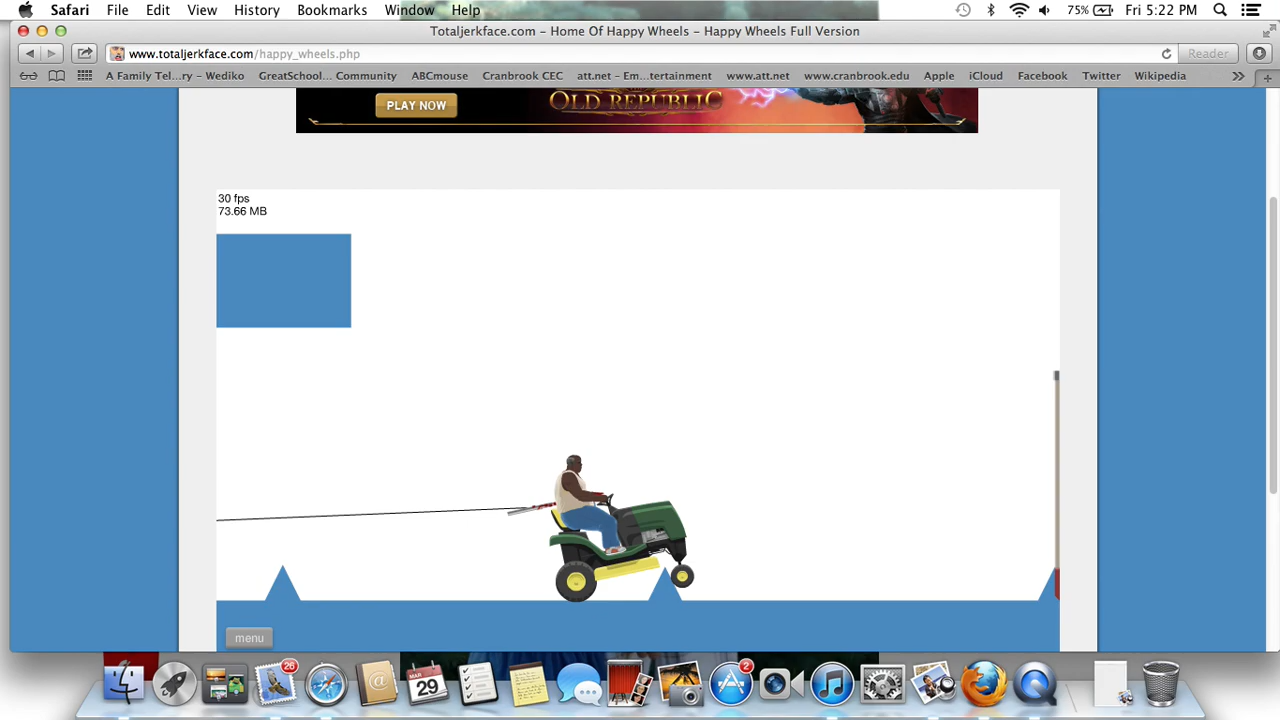 Safari File Edit View History Bookmarks Window Help 75% Fri 5:22 PM
Totaljerkface.com – Home Of Happy Wheels – Happy Wheels Full Version
www.totaljerkface.com/happy_wheels.php Reader
A Family Tel...ry – Wediko GreatSchool... Community ABCmouse Cranbrook CEC att.net – Em...tertainment www.att.net www.cranbrook.edu Apple iCloud Facebook Twitter Wikipedia
PLAY NOW OLD REPUBLIC
30 fps
73.66 MB
menu
26 MAR 29 2